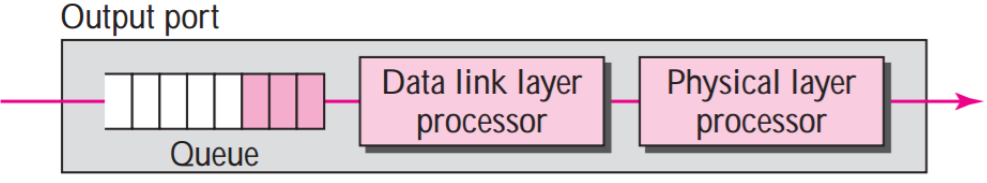 Output port
Data link layer
processor
Physical layer
processor
Queue